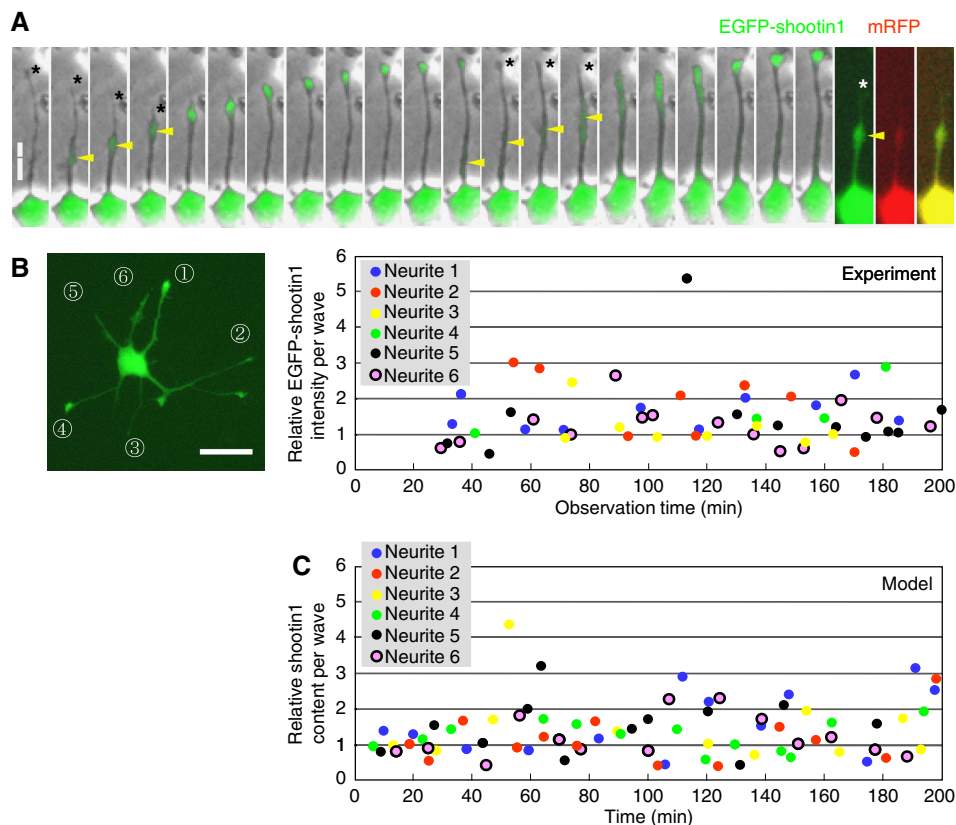 A
EGFP-shootin1 mRFP
* * * * * * * *
B
① ② ③ ④ ⑤ ⑥
Relative EGFP-shootin1
intensity per wave
6
5
4
3
2
1
0
Neurite 1
Neurite 2
Neurite 3
Neurite 4
Neurite 5
Neurite 6
Experiment
0 20 40 60 80 100 120 140 160 180 200
Observation time (min)
C
Relative shootin1
content per wave
6
5
4
3
2
1
0
Neurite 1
Neurite 2
Neurite 3
Neurite 4
Neurite 5
Neurite 6
Model
0 20 40 60 80 100 120 140 160 180 200
Time (min)